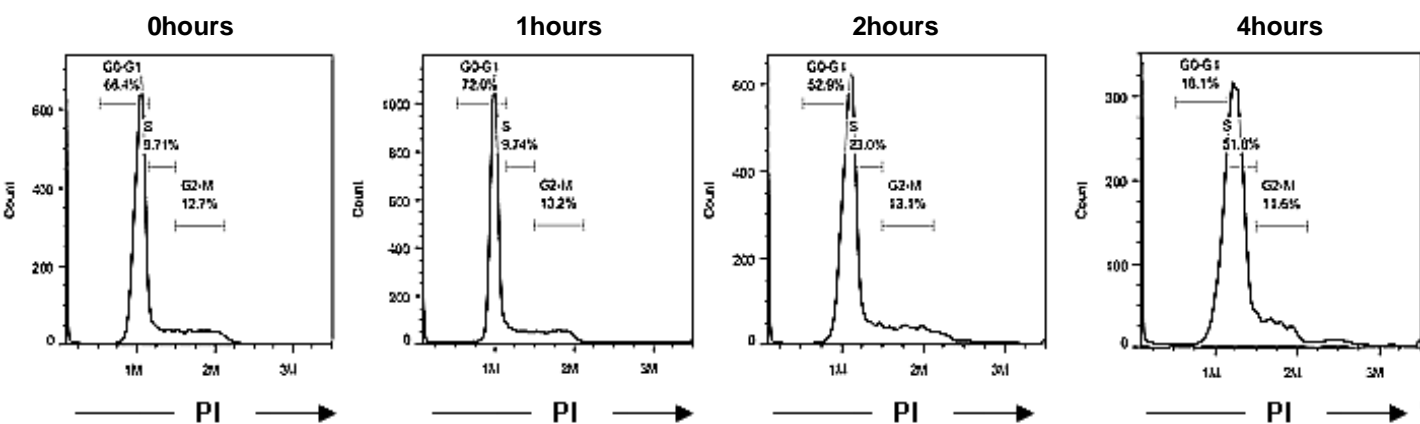 0hours
G0-G1
S
9.71%
G2-M
12.7%
Count
600
400
200
0
1M
2M
3M
PI
1hours
G0-G1
72.0%
S
9.74%
G2-M
13.2%
Count
1000
800
600
400
200
0
1M
2M
3M
PI
2hours
G0-G1
52.9%
S
23.0%
G2-M
Count
600
400
200
0
1M
2M
3M
PI
4hours
G0-G1
S
G2-M
Count
300
200
100
0
1M
2M
3M
PI